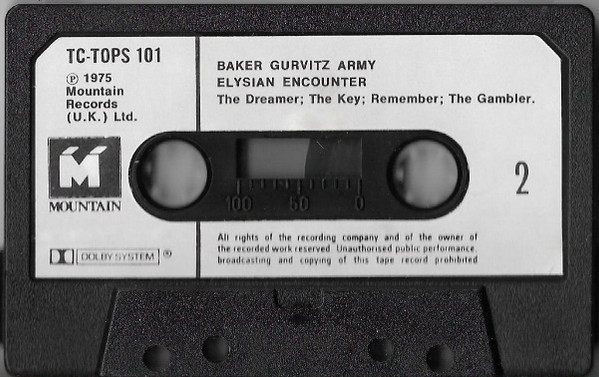 TC-TOPS 101
℗ 1975
Mountain
Records
(U.K.) Ltd.
MOUNTAIN
DOLBY SYSTEM ®
BAKER GURVITZ ARMY
ELYSIAN ENCOUNTER
The Dreamer; The Key; Remember; The Gambler.
100 50 0
2
All rights of the recording company and of the owner of
the recorded work reserved. Unauthorised public performance,
broadcasting and copying of this tape record prohibited